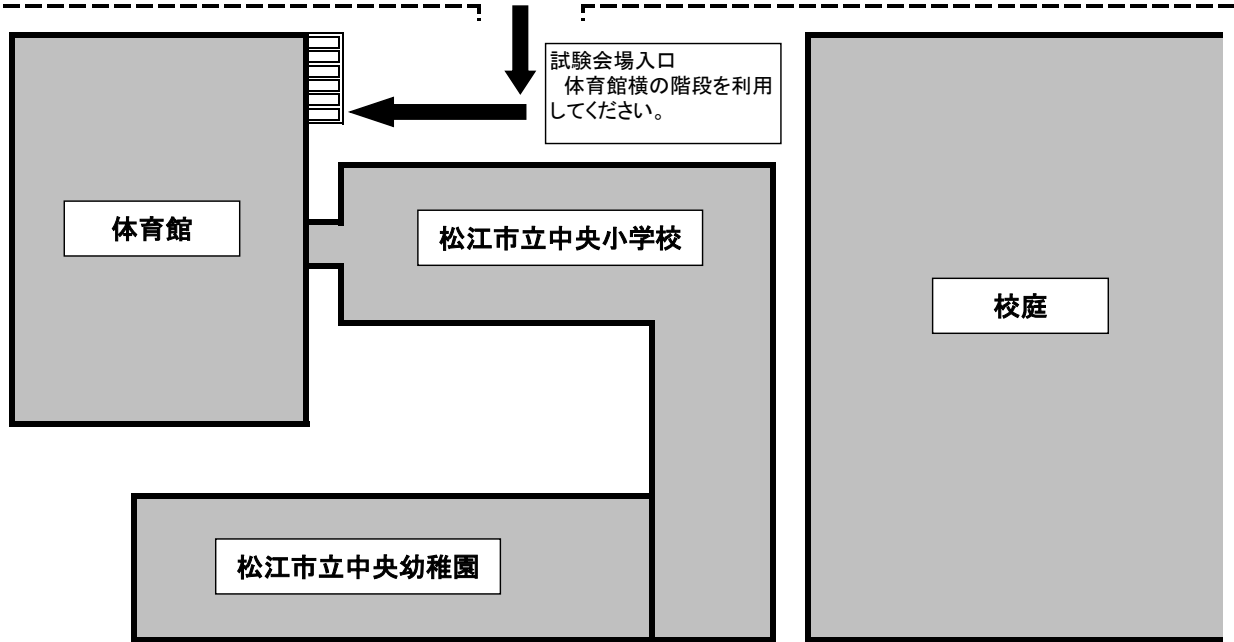 試験会場入口
体育館横の階段を利用
してください。
体育館
松江市立中央小学校
校庭
松江市立中央幼稚園